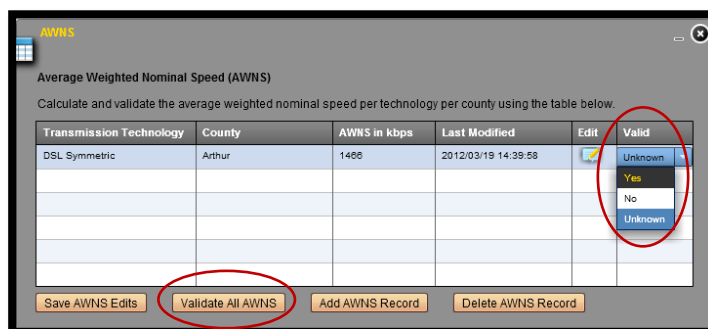 AWNS
Average Weighted Nominal Speed (AWNS)
Calculate and validate the average weighted nominal speed per technology per county using the table below.
Transmission Technology County AWNS in kbps Last Modified Edit Valid
DSL Symmetric Arthur 1466 2012/03/19 14:39:58 Unknown
Yes
No
Unknown
Save AWNS Edits Validate All AWNS Add AWNS Record Delete AWNS Record